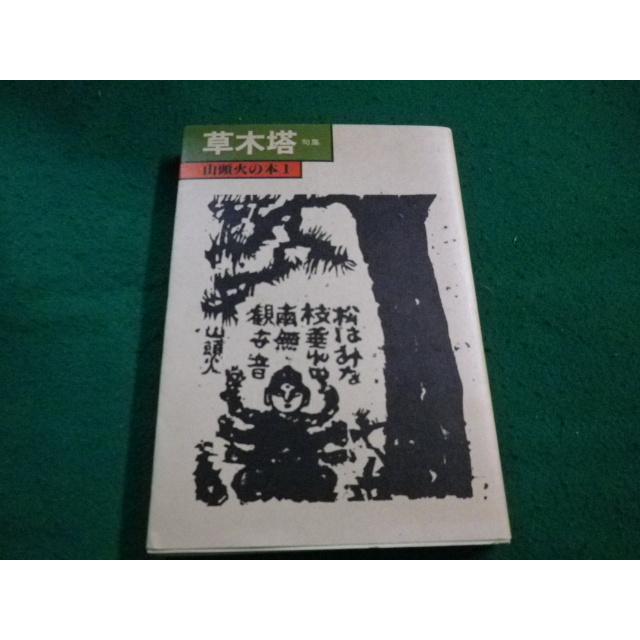 草木塔 句集
山頭火の本1
松はみな
枝垂れて
南無
観世音
山頭火